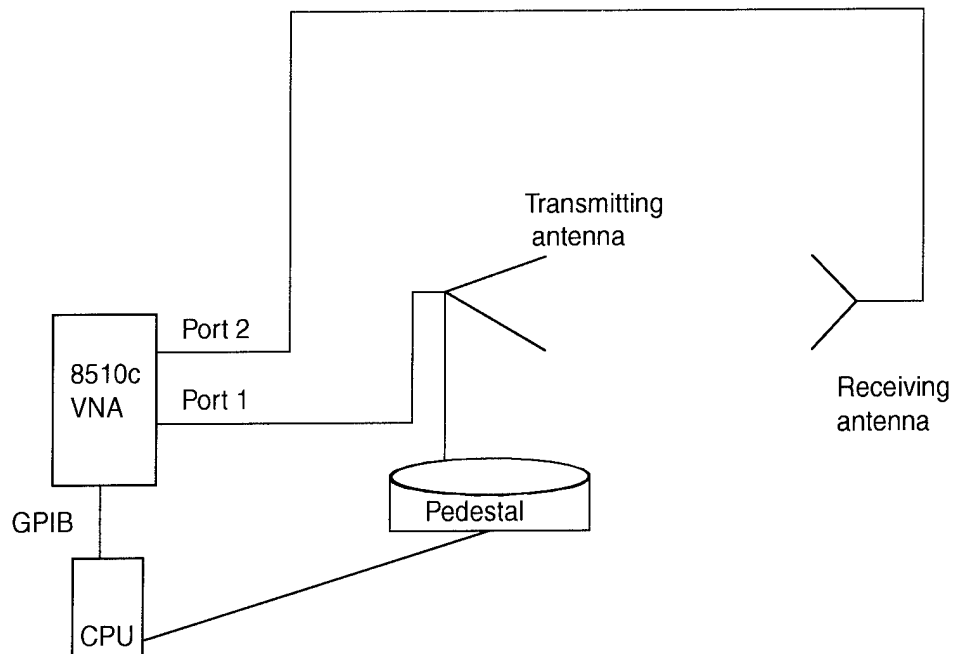 Transmitting
antenna
Port 2
8510c
VNA
Port 1
Receiving
antenna
Pedestal
GPIB
CPU